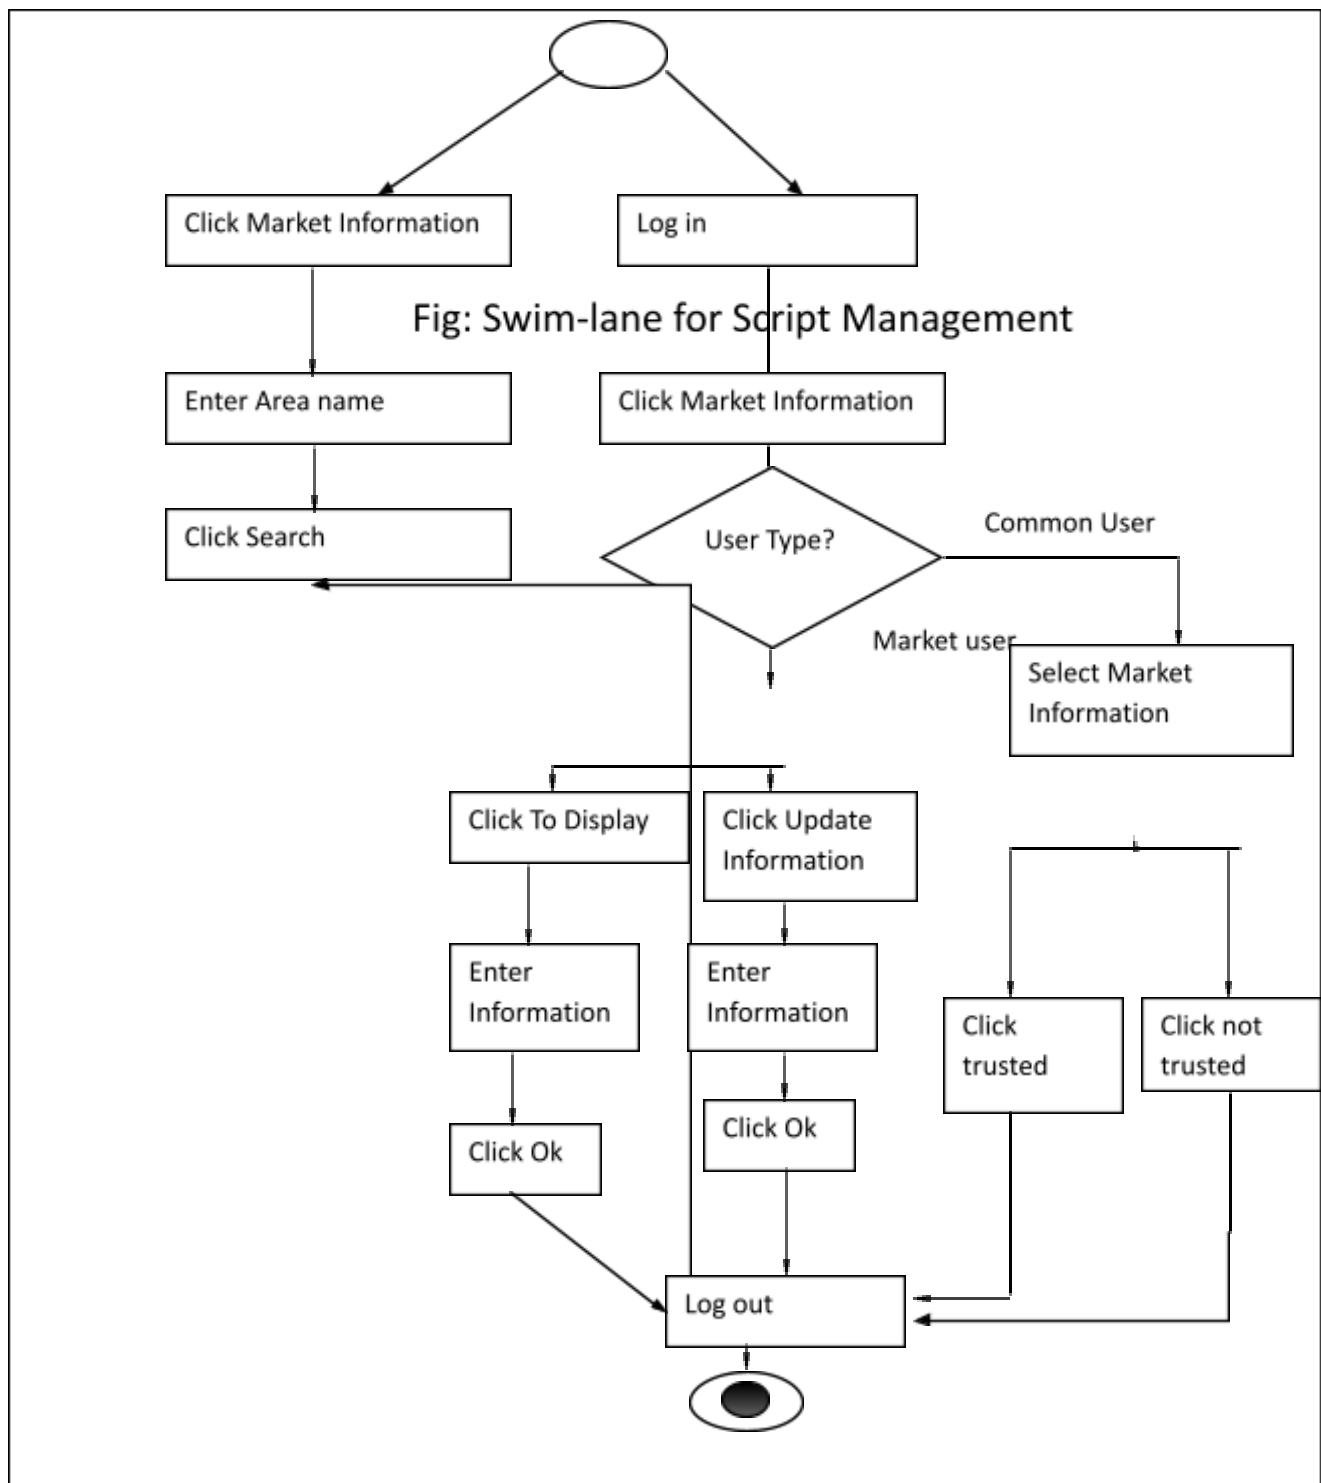 Click Market Information
Log in
Fig: Swim-lane for Script Management
Enter Area name
Click Market Information
Click Search
User Type?
Common User
Market user
Select Market
Information
Click To Display
Click Update
Information
Enter
Information
Enter
Information
Click
trusted
Click not
trusted
Click Ok
Click Ok
Log out